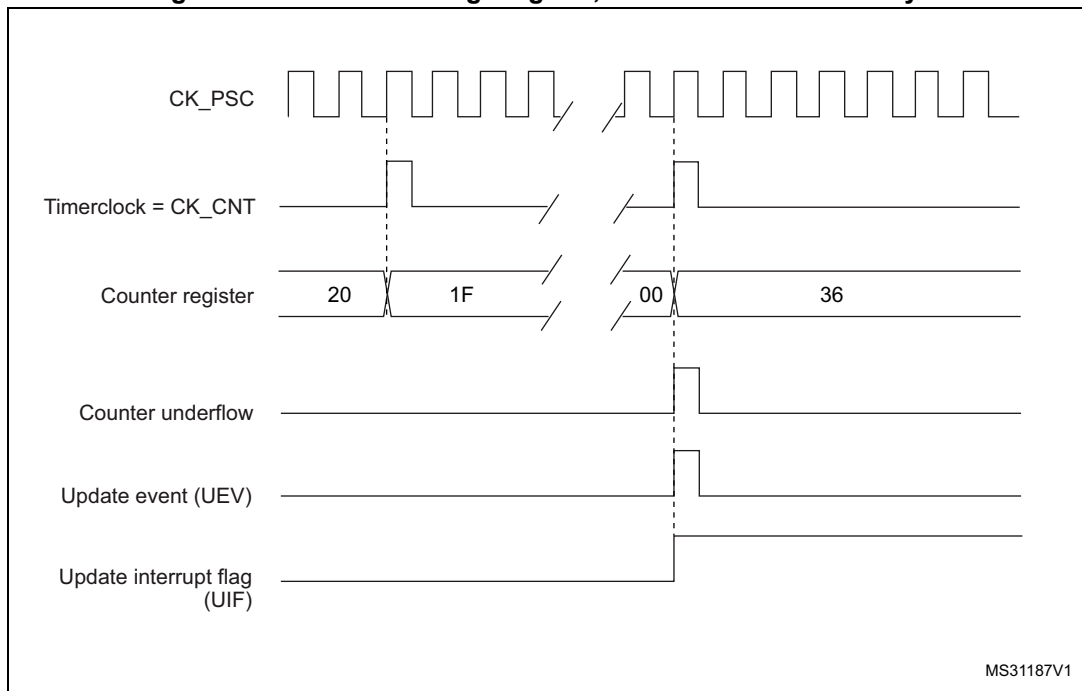 CK_PSC
Timerclock = CK_CNT
Counter register
20
1F
00
36
Counter underflow
Update event (UEV)
Update interrupt flag
(UIF)
MS31187V1